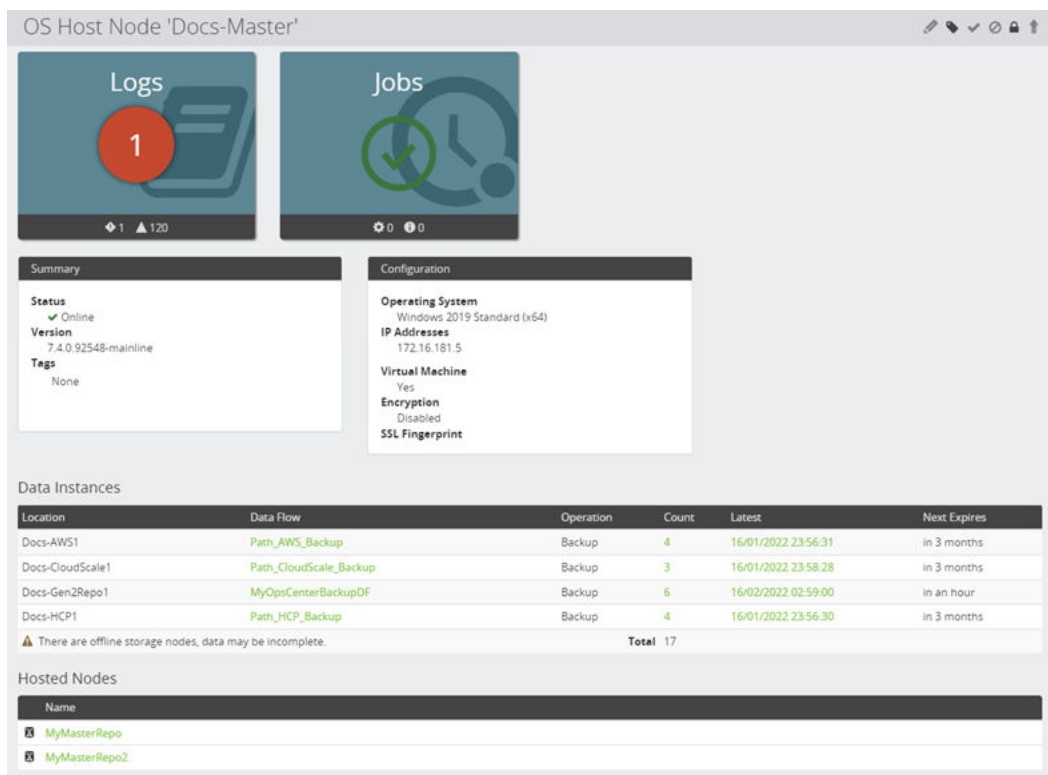 OS Host Node 'Docs-Master'
Logs
1
1 120
Jobs
0 0
Summary
Status
Online
Version
7.4.0.92548-mainline
Tags
None
Configuration
Operating System
Windows 2019 Standard (x64)
IP Addresses
172.16.181.5
Virtual Machine
Yes
Encryption
Disabled
SSL Fingerprint
Data Instances
Location Data Flow Operation Count Latest Next Expires
Docs-AWS1 Path_AWS_Backup Backup 4 16/01/2022 23:56:31 in 3 months
Docs-CloudScale1 Path_CloudScale_Backup Backup 3 16/01/2022 23:58:28 in 3 months
Docs-Gen2Repo1 MyOpsCenterBackupDF Backup 6 16/02/2022 02:59:00 in an hour
Docs-HCP1 Path_HCP_Backup Backup 4 16/01/2022 23:56:30 in 3 months
There are offline storage nodes, data may be incomplete. Total 17
Hosted Nodes
Name
MyMasterRepo
MyMasterRepo2